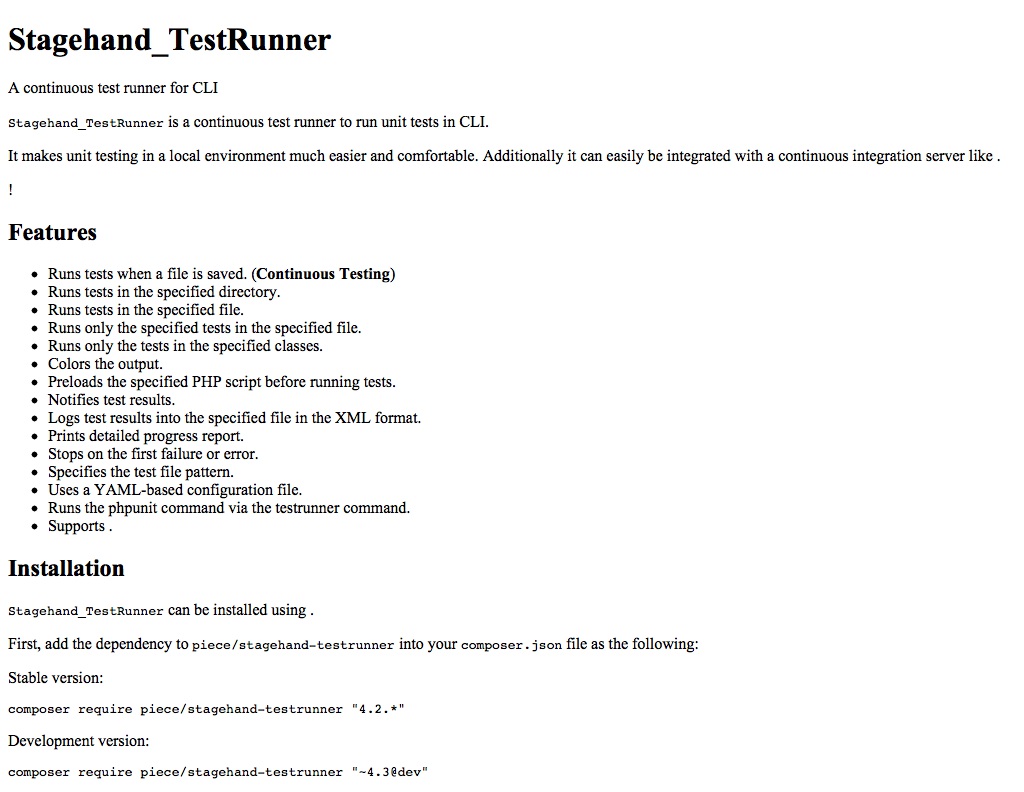 Stagehand_TestRunner
A continuous test runner for CLI
Stagehand_TestRunner is a continuous test runner to run unit tests in CLI.
It makes unit testing in a local environment much easier and comfortable. Additionally it can easily be integrated with a continuous integration server like .
!
Features
• Runs tests when a file is saved. (Continuous Testing)
• Runs tests in the specified directory.
• Runs tests in the specified file.
• Runs only the specified tests in the specified file.
• Runs only the tests in the specified classes.
• Colors the output.
• Preloads the specified PHP script before running tests.
• Notifies test results.
• Logs test results into the specified file in the XML format.
• Prints detailed progress report.
• Stops on the first failure or error.
• Specifies the test file pattern.
• Uses a YAML-based configuration file.
• Runs the phpunit command via the testrunner command.
• Supports .
Installation
Stagehand_TestRunner can be installed using .
First, add the dependency to piece/stagehand-testrunner into your composer.json file as the following:
Stable version:
composer require piece/stagehand-testrunner "4.2.*"
Development version:
composer require piece/stagehand-testrunner "~4.3@dev"